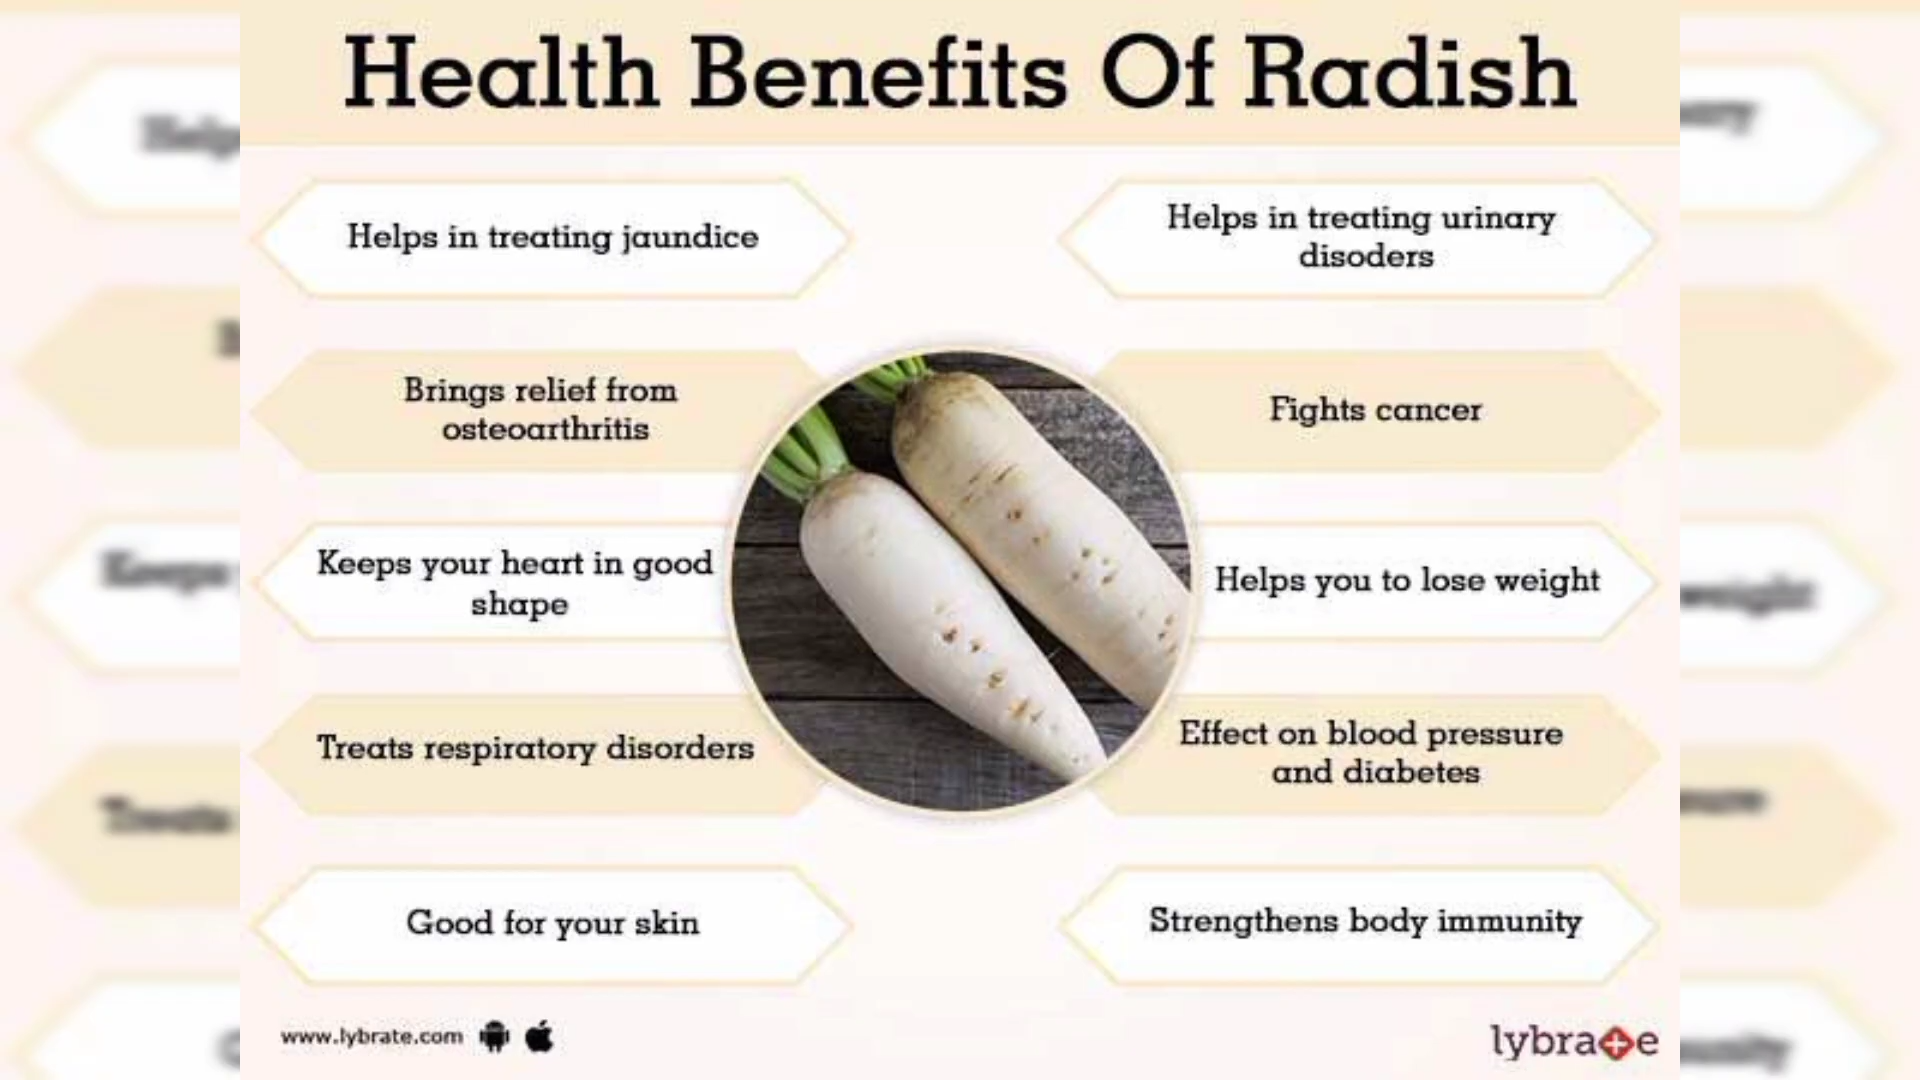 Health Benefits Of Radish
Helps in treating jaundice
Helps in treating urinary
disoders
Brings relief from
osteoarthritis
Fights cancer
Keeps your heart in good
shape
Helps you to lose weight
Treats respiratory disorders
Effect on blood pressure
and diabetes
Good for your skin
Strengthens body immunity
www.lybrate.com
lybrate